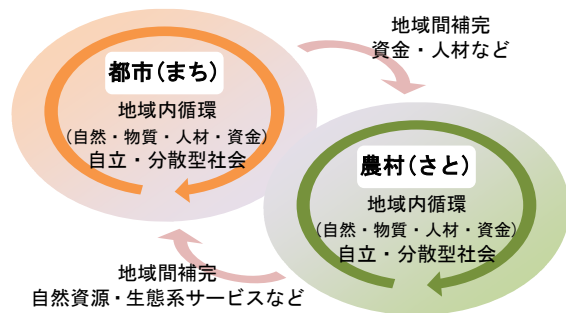 地域間補完
資金・人材など
都市(まち)
地域内循環
(自然・物質・人材・資金)
自立・分散型社会
農村(さと)
地域内循環
(自然・物質・人材・資金)
自立・分散型社会
地域間補完
自然資源・生態系サービスなど